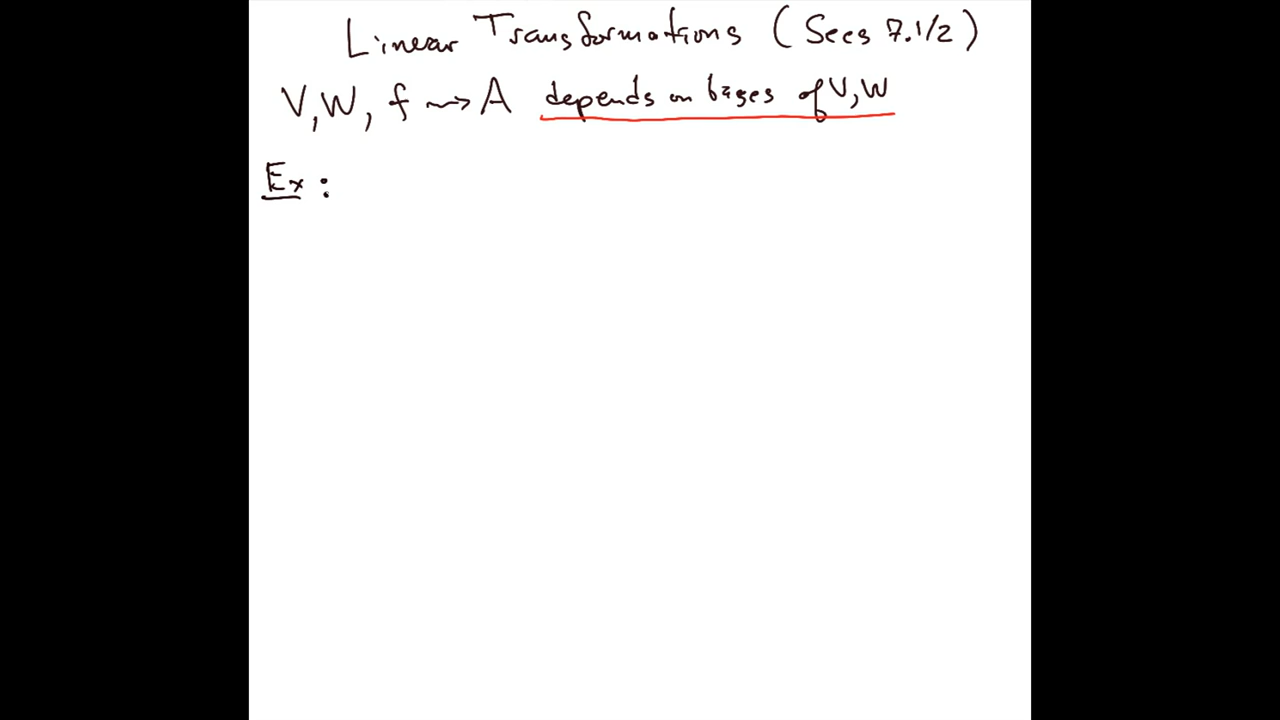 Linear Transformations (Secs 7.1/2)
V, W, f ⇝ A depends on bases of V, W
Ex: